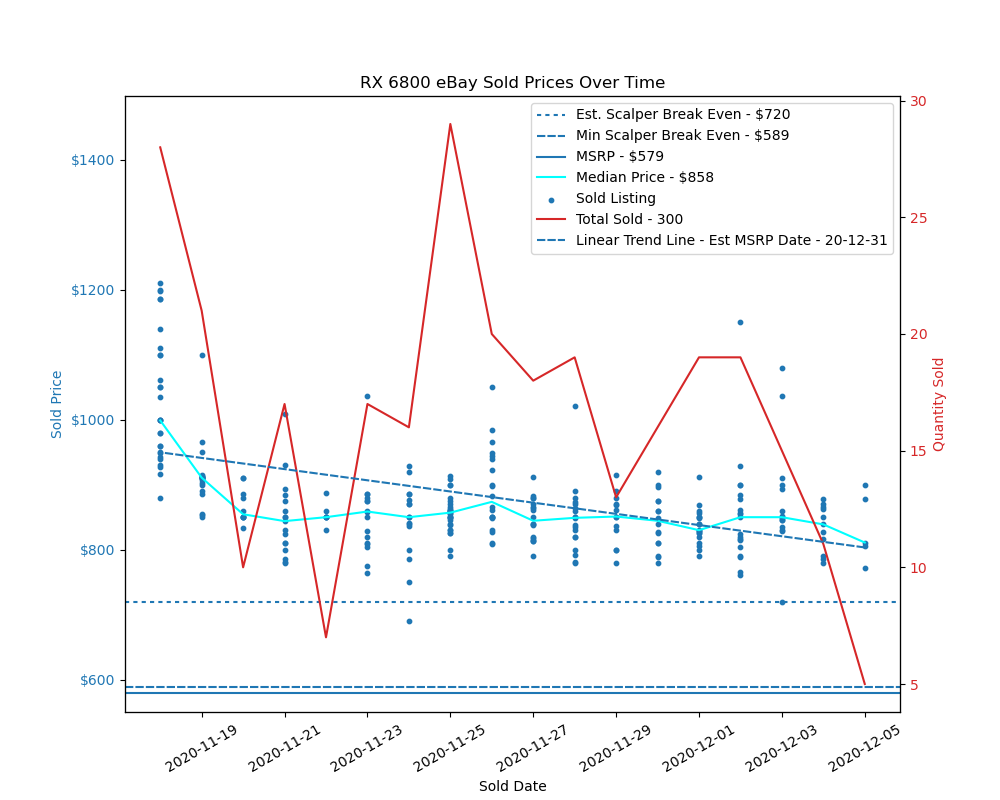 RX 6800 eBay Sold Prices Over Time
Est. Scalper Break Even - $720
Min Scalper Break Even - $589
MSRP - $579
Median Price - $858
Sold Listing
Total Sold - 300
Linear Trend Line - Est MSRP Date - 20-12-31
Sold Price
$1400
$1200
$1000
$800
$600
Quantity Sold
30
25
20
15
10
5
2020-11-19
2020-11-21
2020-11-23
2020-11-25
2020-11-27
2020-11-29
2020-12-01
2020-12-03
2020-12-05
Sold Date